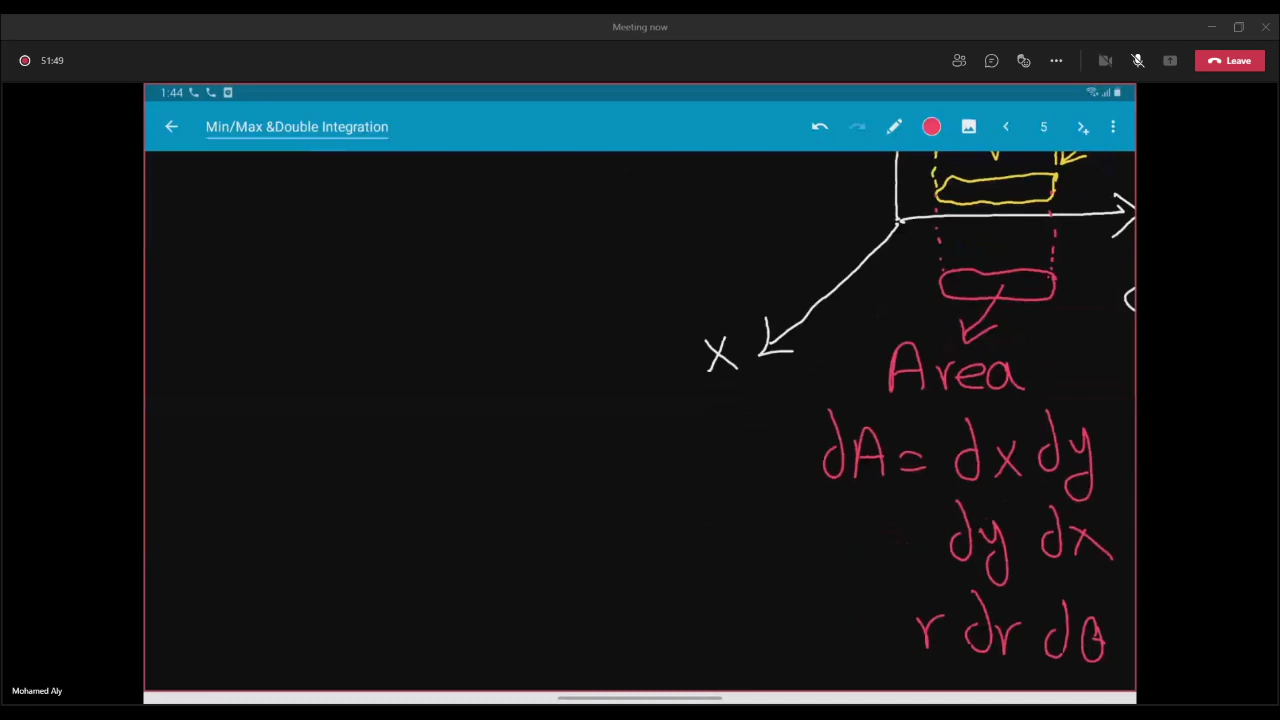 Meeting now
51:49
Leave
1:44
Min/Max &Double Integration
5
X
Area
dA = dx dy
dy dx
r dr dθ
Mohamed Aly